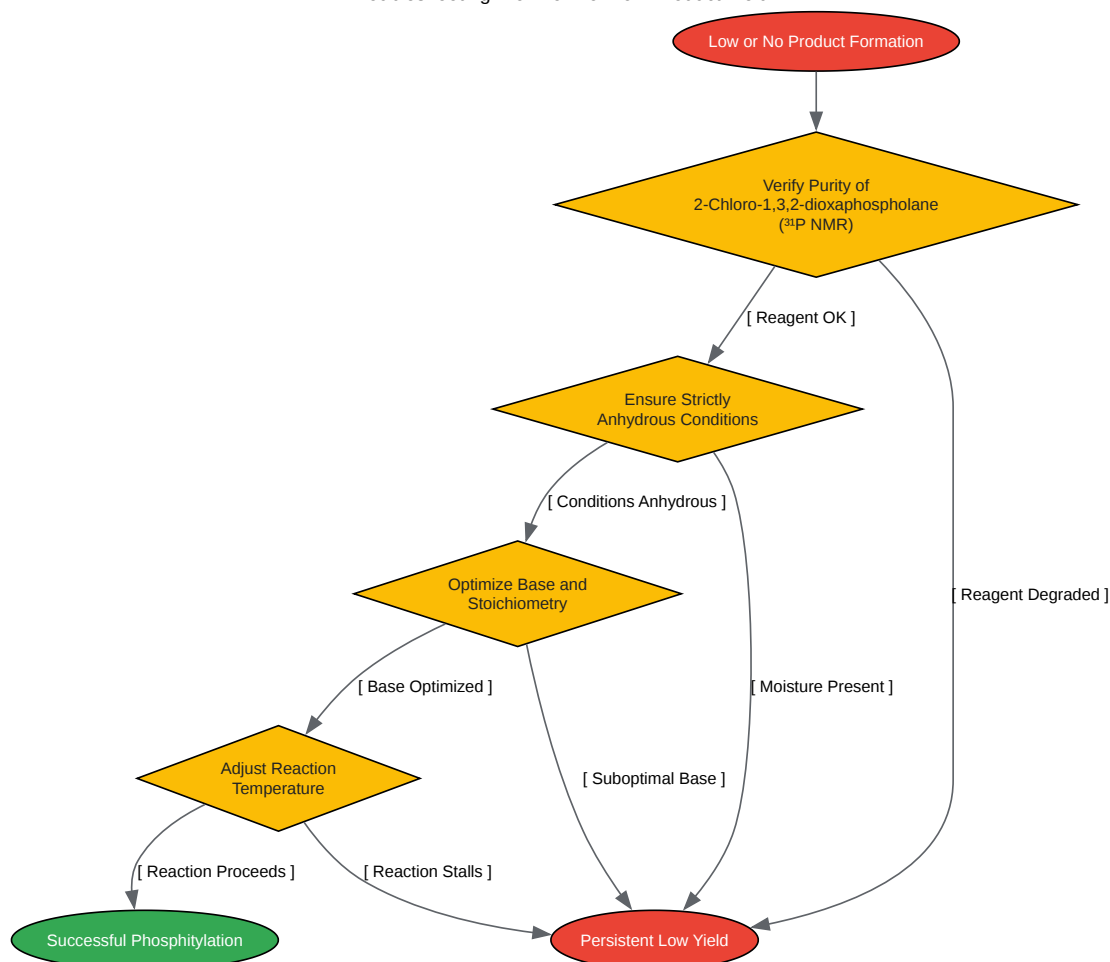 Low or No Product Formation
Verify Purity of
2-Chloro-1,3,2-dioxaphospholane
(³¹P NMR)
[ Reagent OK ]
Ensure Strictly
Anhydrous Conditions
[ Conditions Anhydrous ]
Optimize Base and
Stoichiometry
[ Reagent Degraded ]
[ Base Optimized ]
[ Moisture Present ]
Adjust Reaction
Temperature
[ Suboptimal Base ]
[ Reaction Proceeds ]
[ Reaction Stalls ]
Successful Phosphitylation
Persistent Low Yield